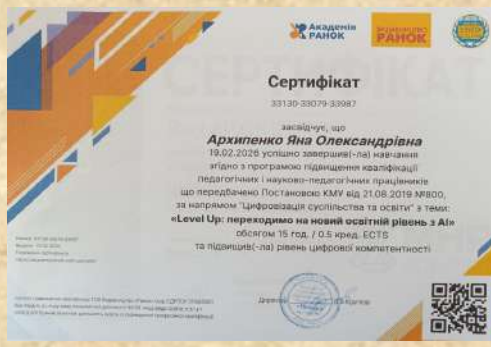 Академія
РАНОК
РАНОК
Сертифікат
33130-33079-33987
засвідчує, що
Архипенко Яна Олександрівна
19.02.2026 успішно завершив(-ла) навчання
згідно з програмою підвищення кваліфікації
педагогічних і науково-педагогічних працівників
що передбачено Постановою КМУ від 21.08.2019 №800,
за напрямом "Цифровізація суспільства та освіти" з теми:
«Level Up: переходимо на новий освітній рівень з AI»
обсягом 15 год. / 0.5 кред. ECTS
та підвищив(-ла) рівень цифрової компетентності
Директор